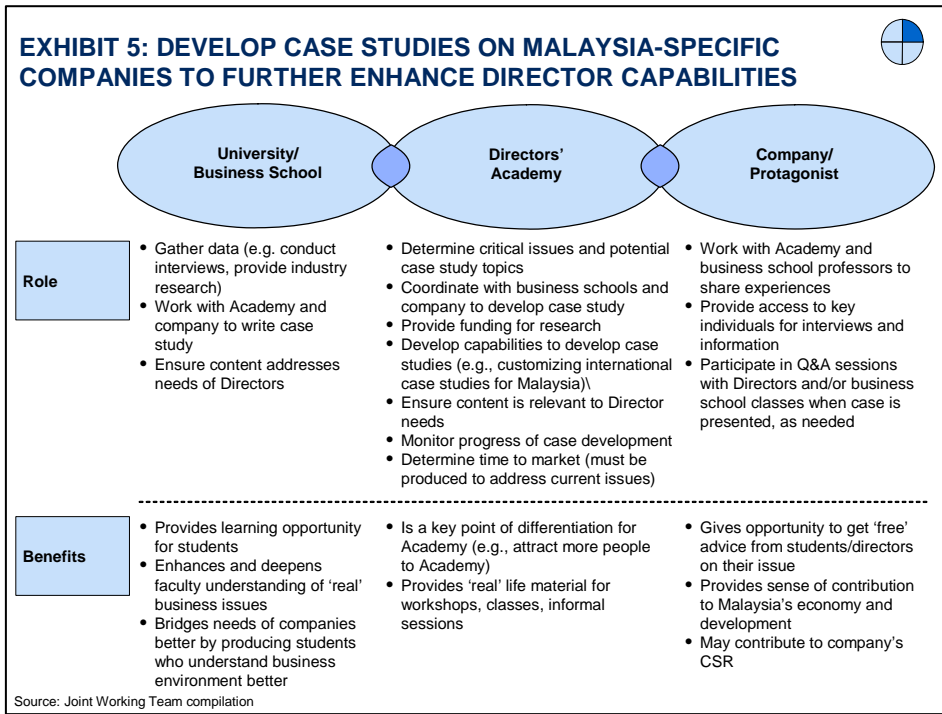 EXHIBIT 5: DEVELOP CASE STUDIES ON MALAYSIA-SPECIFIC
COMPANIES TO FURTHER ENHANCE DIRECTOR CAPABILITIES
University/
Business School
Directors'
Academy
Company/
Protagonist
Role
• Gather data (e.g. conduct
interviews, provide industry
research)
• Work with Academy and
company to write case
study
• Ensure content addresses
needs of Directors
• Determine critical issues and potential
case study topics
• Coordinate with business schools and
company to develop case study
• Provide funding for research
• Develop capabilities to develop case
studies (e.g., customizing international
case studies for Malaysia)\
• Ensure content is relevant to Director
needs
• Monitor progress of case development
• Determine time to market (must be
produced to address current issues)
• Work with Academy and
business school professors to
share experiences
• Provide access to key
individuals for interviews and
information
• Participate in Q&A sessions
with Directors and/or business
school classes when case is
presented, as needed
Benefits
• Provides learning opportunity
for students
• Enhances and deepens
faculty understanding of 'real'
business issues
• Bridges needs of companies
better by producing students
who understand business
environment better
• Is a key point of differentiation for
Academy (e.g., attract more people
to Academy)
• Provides 'real' life material for
workshops, classes, informal
sessions
• Gives opportunity to get 'free'
advice from students/directors
on their issue
• Provides sense of contribution
to Malaysia's economy and
development
• May contribute to company's
CSR
Source: Joint Working Team compilation